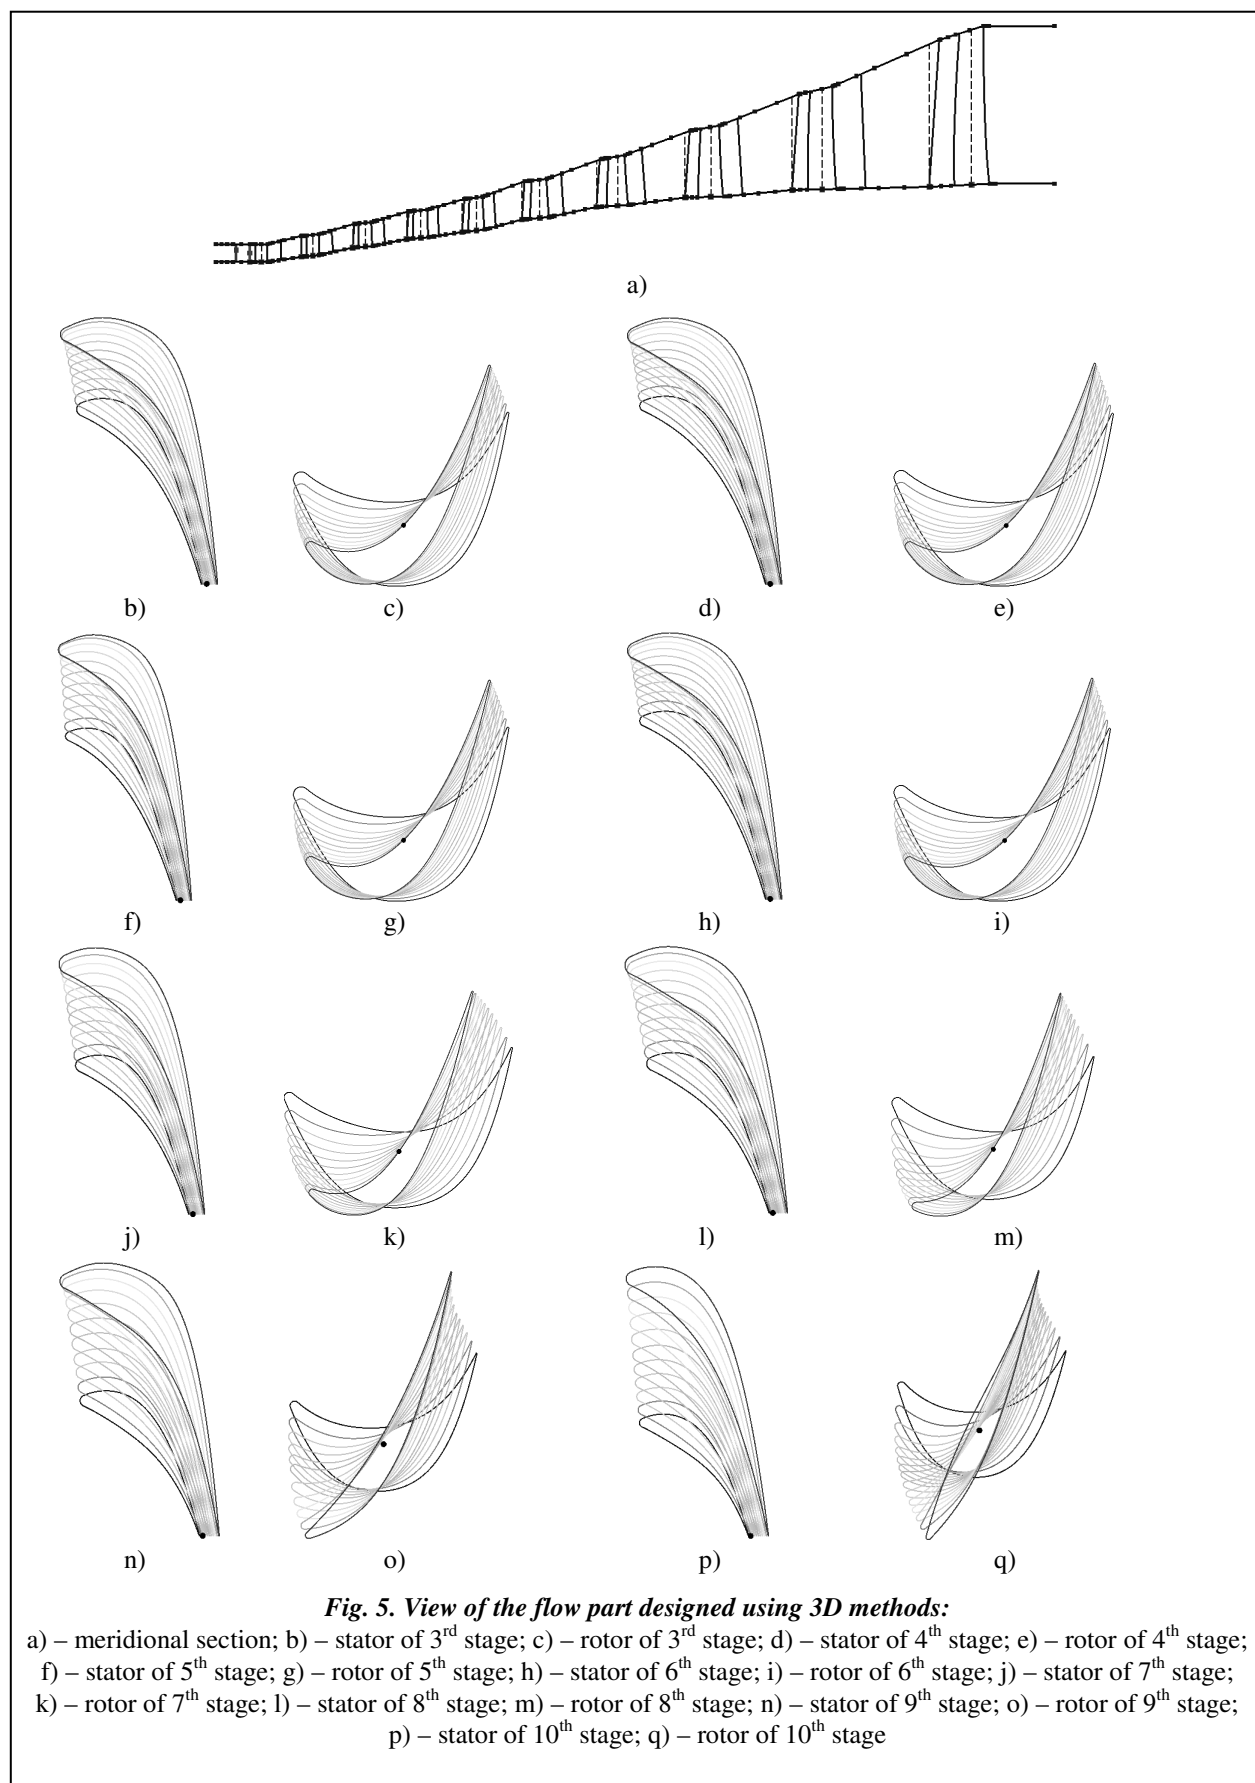 a)
b) c) d) e)
f) g) h) i)
j) k) l) m)
n) o) p) q)
Fig. 5. View of the flow part designed using 3D methods:
a) – meridional section; b) – stator of 3rd stage; c) – rotor of 3rd stage; d) – stator of 4th stage; e) – rotor of 4th stage;
f) – stator of 5th stage; g) – rotor of 5th stage; h) – stator of 6th stage; i) – rotor of 6th stage; j) – stator of 7th stage;
k) – rotor of 7th stage; l) – stator of 8th stage; m) – rotor of 8th stage; n) – stator of 9th stage; o) – rotor of 9th stage;
p) – stator of 10th stage; q) – rotor of 10th stage